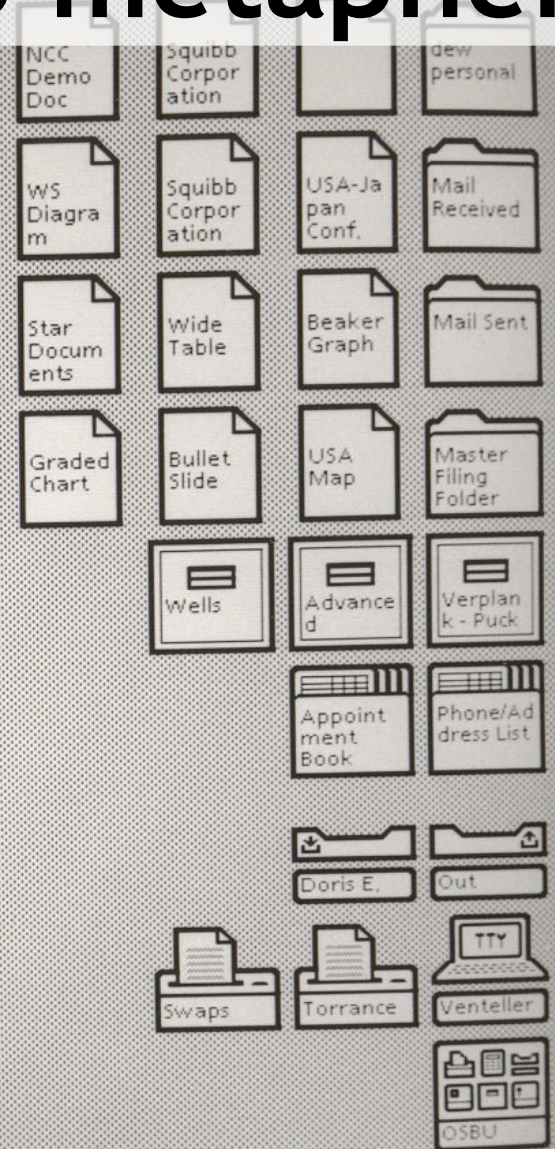 metapher
NCC
Demo
Doc
Squibb
Corpor
ation
dew
personal
WS
Diagra
m
Squibb
Corpor
ation
USA-Ja
pan
Conf.
Mail
Received
Star
Docum
ents
Wide
Table
Beaker
Graph
Mail Sent
Graded
Chart
Bullet
Slide
USA
Map
Master
Filing
Folder
Wells
Advance
d
Verplan
k - Puck
Appoint
ment
Book
Phone/Ad
dress List
Doris E.
Out
Swaps
Torrance
TTY
Venteller
OSBU